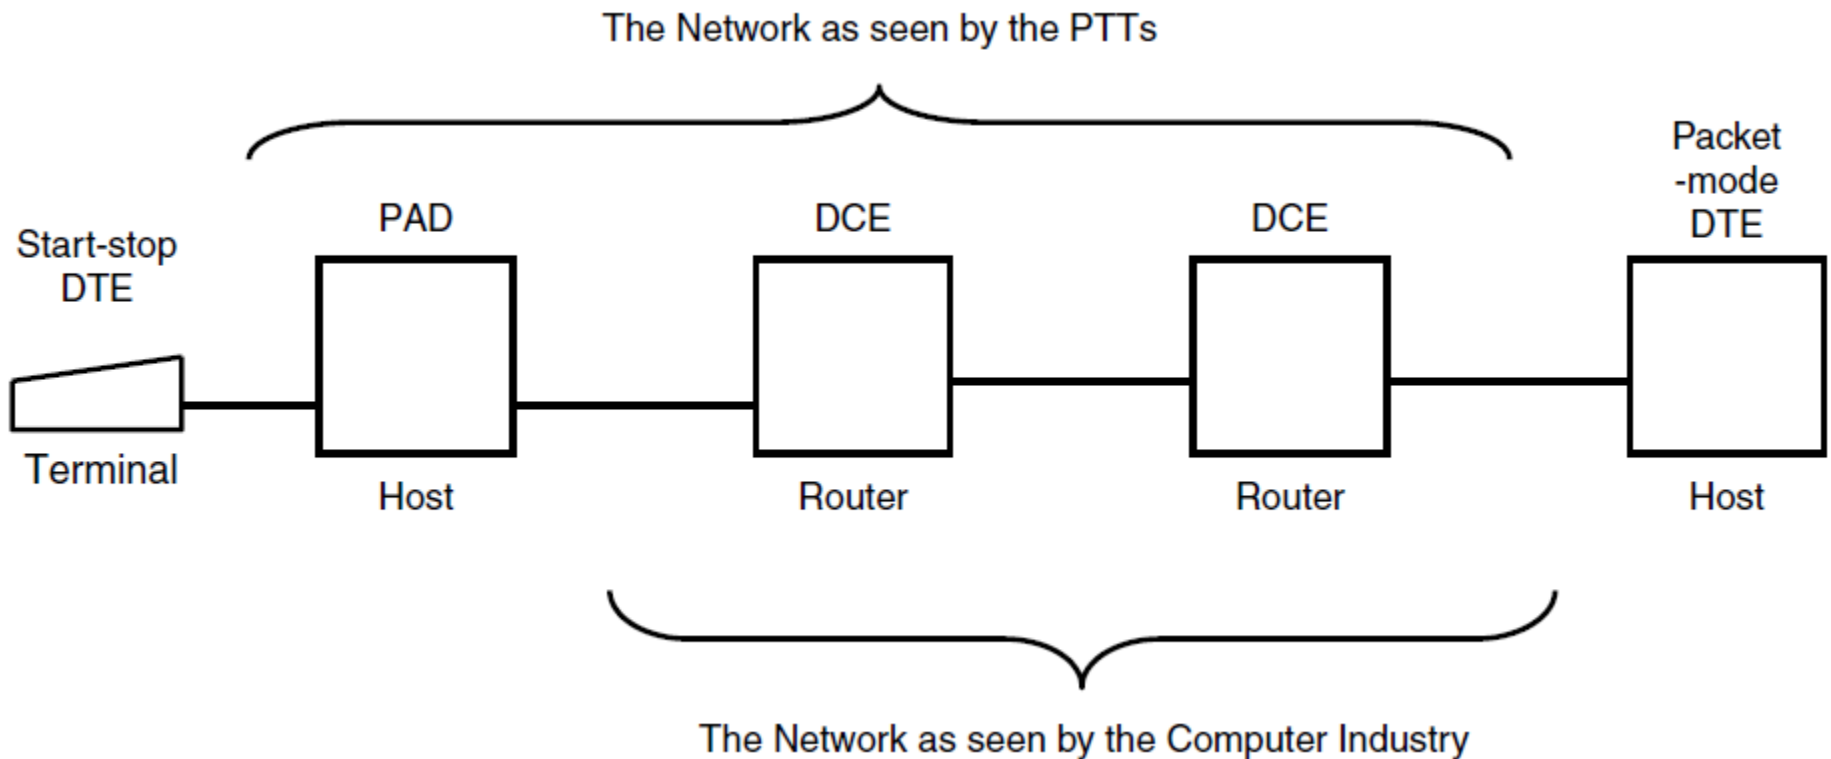 The Network as seen by the PTTs
Packet
-mode
DTE
PAD
DCE
DCE
Start-stop
DTE
Terminal
Host
Router
Router
Host
The Network as seen by the Computer Industry